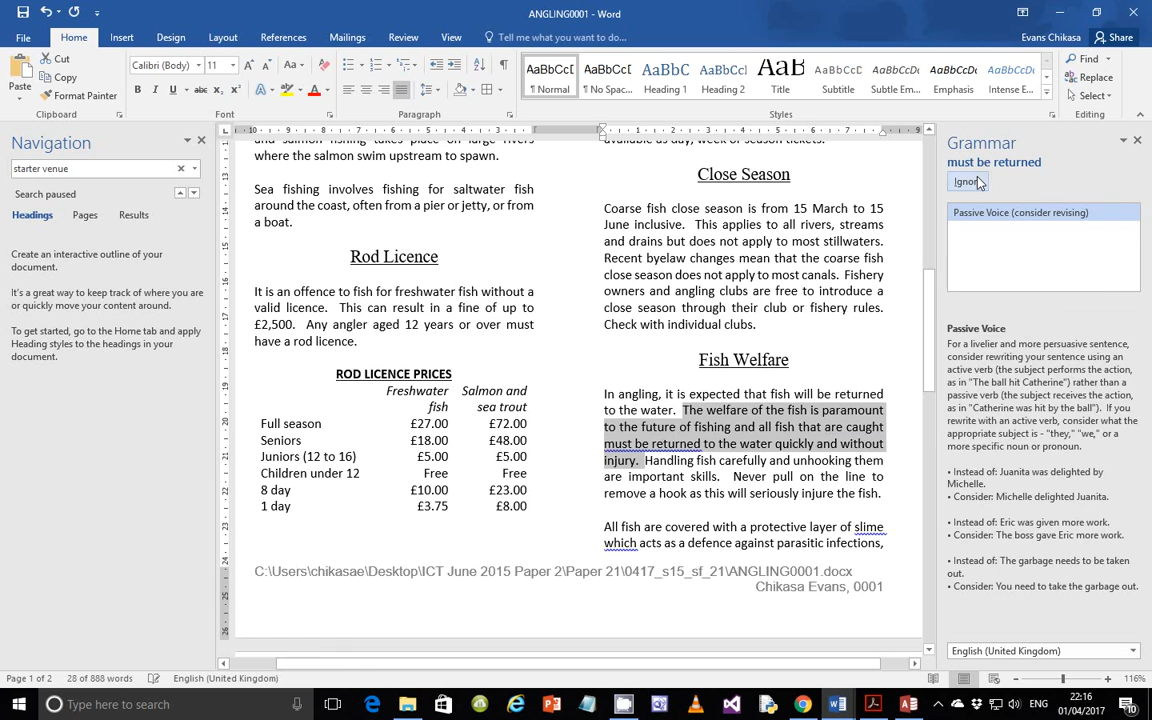 ANGLING0001 - Word
Evans Chikasa Share
File Home Insert Design Layout References Mailings Review View Tell me what you want to do...
Paste Cut Copy Format Painter Clipboard
Calibri (Body) 11 Aa
B I U abc x₂ x² A A Font
Paragraph
AaBbCcD AaBbCcD AaBbC AaBbCcD AaB AaBbCcD AaBbCcDu AaBbCcDu AaBbCcDu
¶ Normal ¶ No Spac... Heading 1 Heading 2 Title Subtitle Subtle Em... Emphasis Intense E...
Styles
Find Replace Select Editing
Navigation
starter venue
Search paused
Headings Pages Results
Create an interactive outline of your
document.
It's a great way to keep track of where you are
or quickly move your content around.
To get started, go to the Home tab and apply
Heading styles to the headings in your
document.
and salmon fishing takes place on large rivers
where the salmon swim upstream to spawn.
Sea fishing involves fishing for saltwater fish
around the coast, often from a pier or jetty, or from
a boat.
Rod Licence
It is an offence to fish for freshwater fish without a
valid licence. This can result in a fine of up to
£2,500. Any angler aged 12 years or over must
have a rod licence.
ROD LICENCE PRICES
Freshwater fish Salmon and sea trout
Full season £27.00 £72.00
Seniors £18.00 £48.00
Juniors (12 to 16) £5.00 £5.00
Children under 12 Free Free
8 day £10.00 £23.00
1 day £3.75 £8.00
available as day, week or season tickets.
Close Season
Coarse fish close season is from 15 March to 15
June inclusive. This applies to all rivers, streams
and drains but does not apply to most stillwaters.
Recent byelaw changes mean that the coarse fish
close season does not apply to most canals. Fishery
owners and angling clubs are free to introduce a
close season through their club or fishery rules.
Check with individual clubs.
Fish Welfare
In angling, it is expected that fish will be returned
to the water. The welfare of the fish is paramount
to the future of fishing and all fish that are caught
must be returned to the water quickly and without
injury. Handling fish carefully and unhooking them
are important skills. Never pull on the line to
remove a hook as this will seriously injure the fish.
All fish are covered with a protective layer of slime
which acts as a defence against parasitic infections,
C:\Users\chikasae\Desktop\ICT June 2015 Paper 2\Paper 21\0417_s15_sf_21\ANGLING0001.docx
Chikasa Evans, 0001
Grammar
must be returned
Ignore
Passive Voice (consider revising)
Passive Voice
For a livelier and more persuasive sentence,
consider rewriting your sentence using an
active verb (the subject performs the action,
as in "The ball hit Catherine") rather than a
passive verb (the subject receives the action,
as in "Catherine was hit by the ball"). If you
rewrite with an active verb, consider what the
appropriate subject is - "they," "we," or a
more specific noun or pronoun.
• Instead of: Juanita was delighted by
Michelle.
• Consider: Michelle delighted Juanita.
• Instead of: Eric was given more work.
• Consider: The boss gave Eric more work.
• Instead of: The garbage needs to be taken
out.
• Consider: You need to take the garbage out.
English (United Kingdom)
Page 1 of 2 28 of 888 words English (United Kingdom) 116%
Type here to search
ENG 22:16
01/04/2017